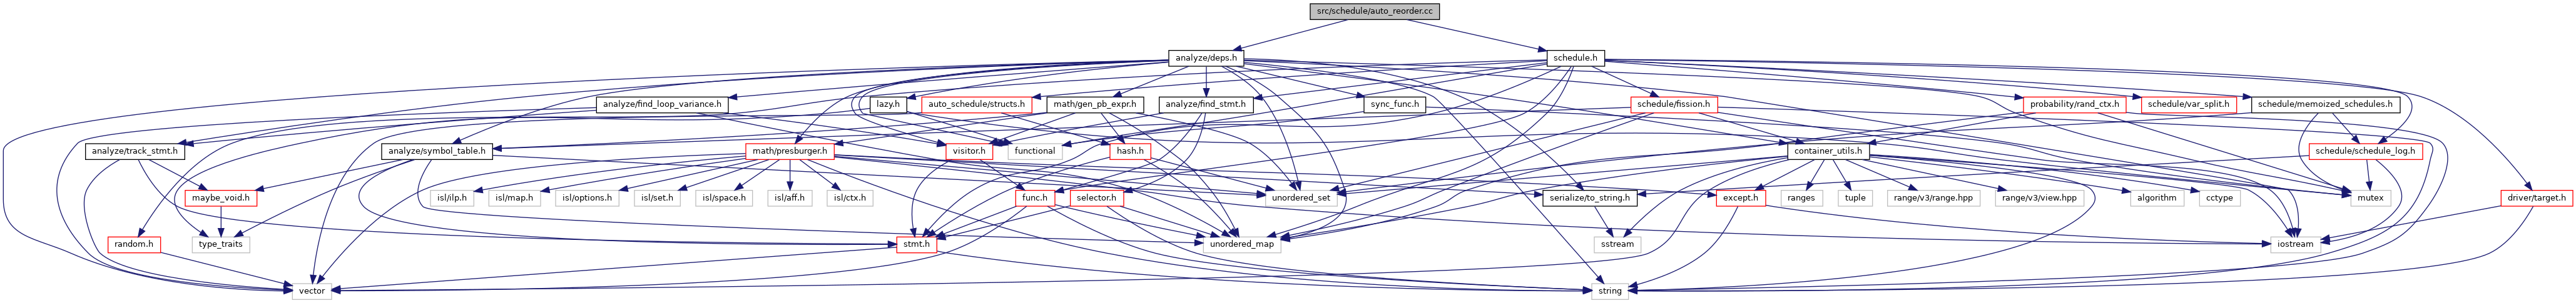 src/schedule/auto_reorder.cc
analyze/deps.h
schedule.h
analyze/find_loop_variance.h
lazy.h
auto_schedule/structs.h
math/gen_pb_expr.h
analyze/find_stmt.h
sync_func.h
schedule/fission.h
probability/rand_ctx.h
schedule/var_split.h
schedule/memoized_schedules.h
analyze/track_stmt.h
analyze/symbol_table.h
math/presburger.h
visitor.h
functional
hash.h
container_utils.h
schedule/schedule_log.h
maybe_void.h
isl/ilp.h
isl/map.h
isl/options.h
isl/set.h
isl/space.h
isl/aff.h
isl/ctx.h
func.h
selector.h
unordered_set
serialize/to_string.h
except.h
ranges
tuple
range/v3/range.hpp
range/v3/view.hpp
algorithm
cctype
mutex
driver/target.h
random.h
type_traits
stmt.h
unordered_map
sstream
iostream
vector
string